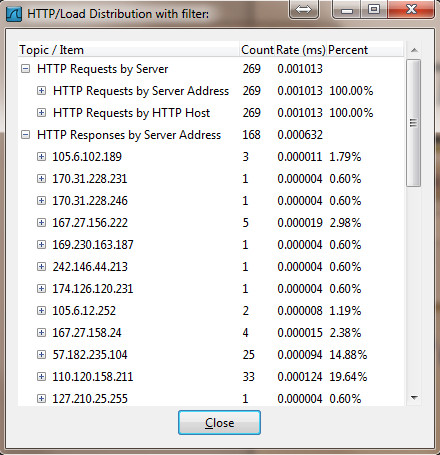 HTTP/Load Distribution with filter:
Topic / Item Count Rate (ms) Percent
HTTP Requests by Server 269 0.001013
HTTP Requests by Server Address 269 0.001013 100.00%
HTTP Requests by HTTP Host 269 0.001013 100.00%
HTTP Responses by Server Address 168 0.000632
105.6.102.189 3 0.000011 1.79%
170.31.228.231 1 0.000004 0.60%
170.31.228.246 1 0.000004 0.60%
167.27.156.222 5 0.000019 2.98%
169.230.163.187 1 0.000004 0.60%
242.146.44.213 1 0.000004 0.60%
174.126.120.231 1 0.000004 0.60%
105.6.12.252 2 0.000008 1.19%
167.27.158.24 4 0.000015 2.38%
57.182.235.104 25 0.000094 14.88%
110.120.158.211 33 0.000124 19.64%
127.210.25.255 1 0.000004 0.60%
Close